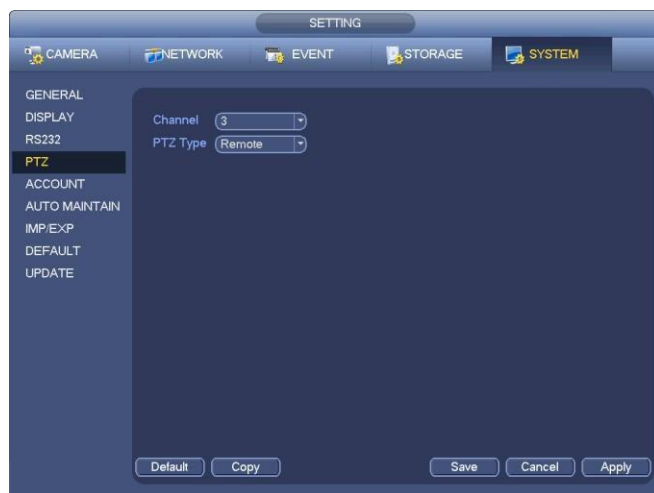 SETTING
CAMERA NETWORK EVENT STORAGE SYSTEM
GENERAL
DISPLAY
RS232
PTZ
ACCOUNT
AUTO MAINTAIN
IMP/EXP
DEFAULT
UPDATE
Channel 3
PTZ Type Remote
Default Copy Save Cancel Apply